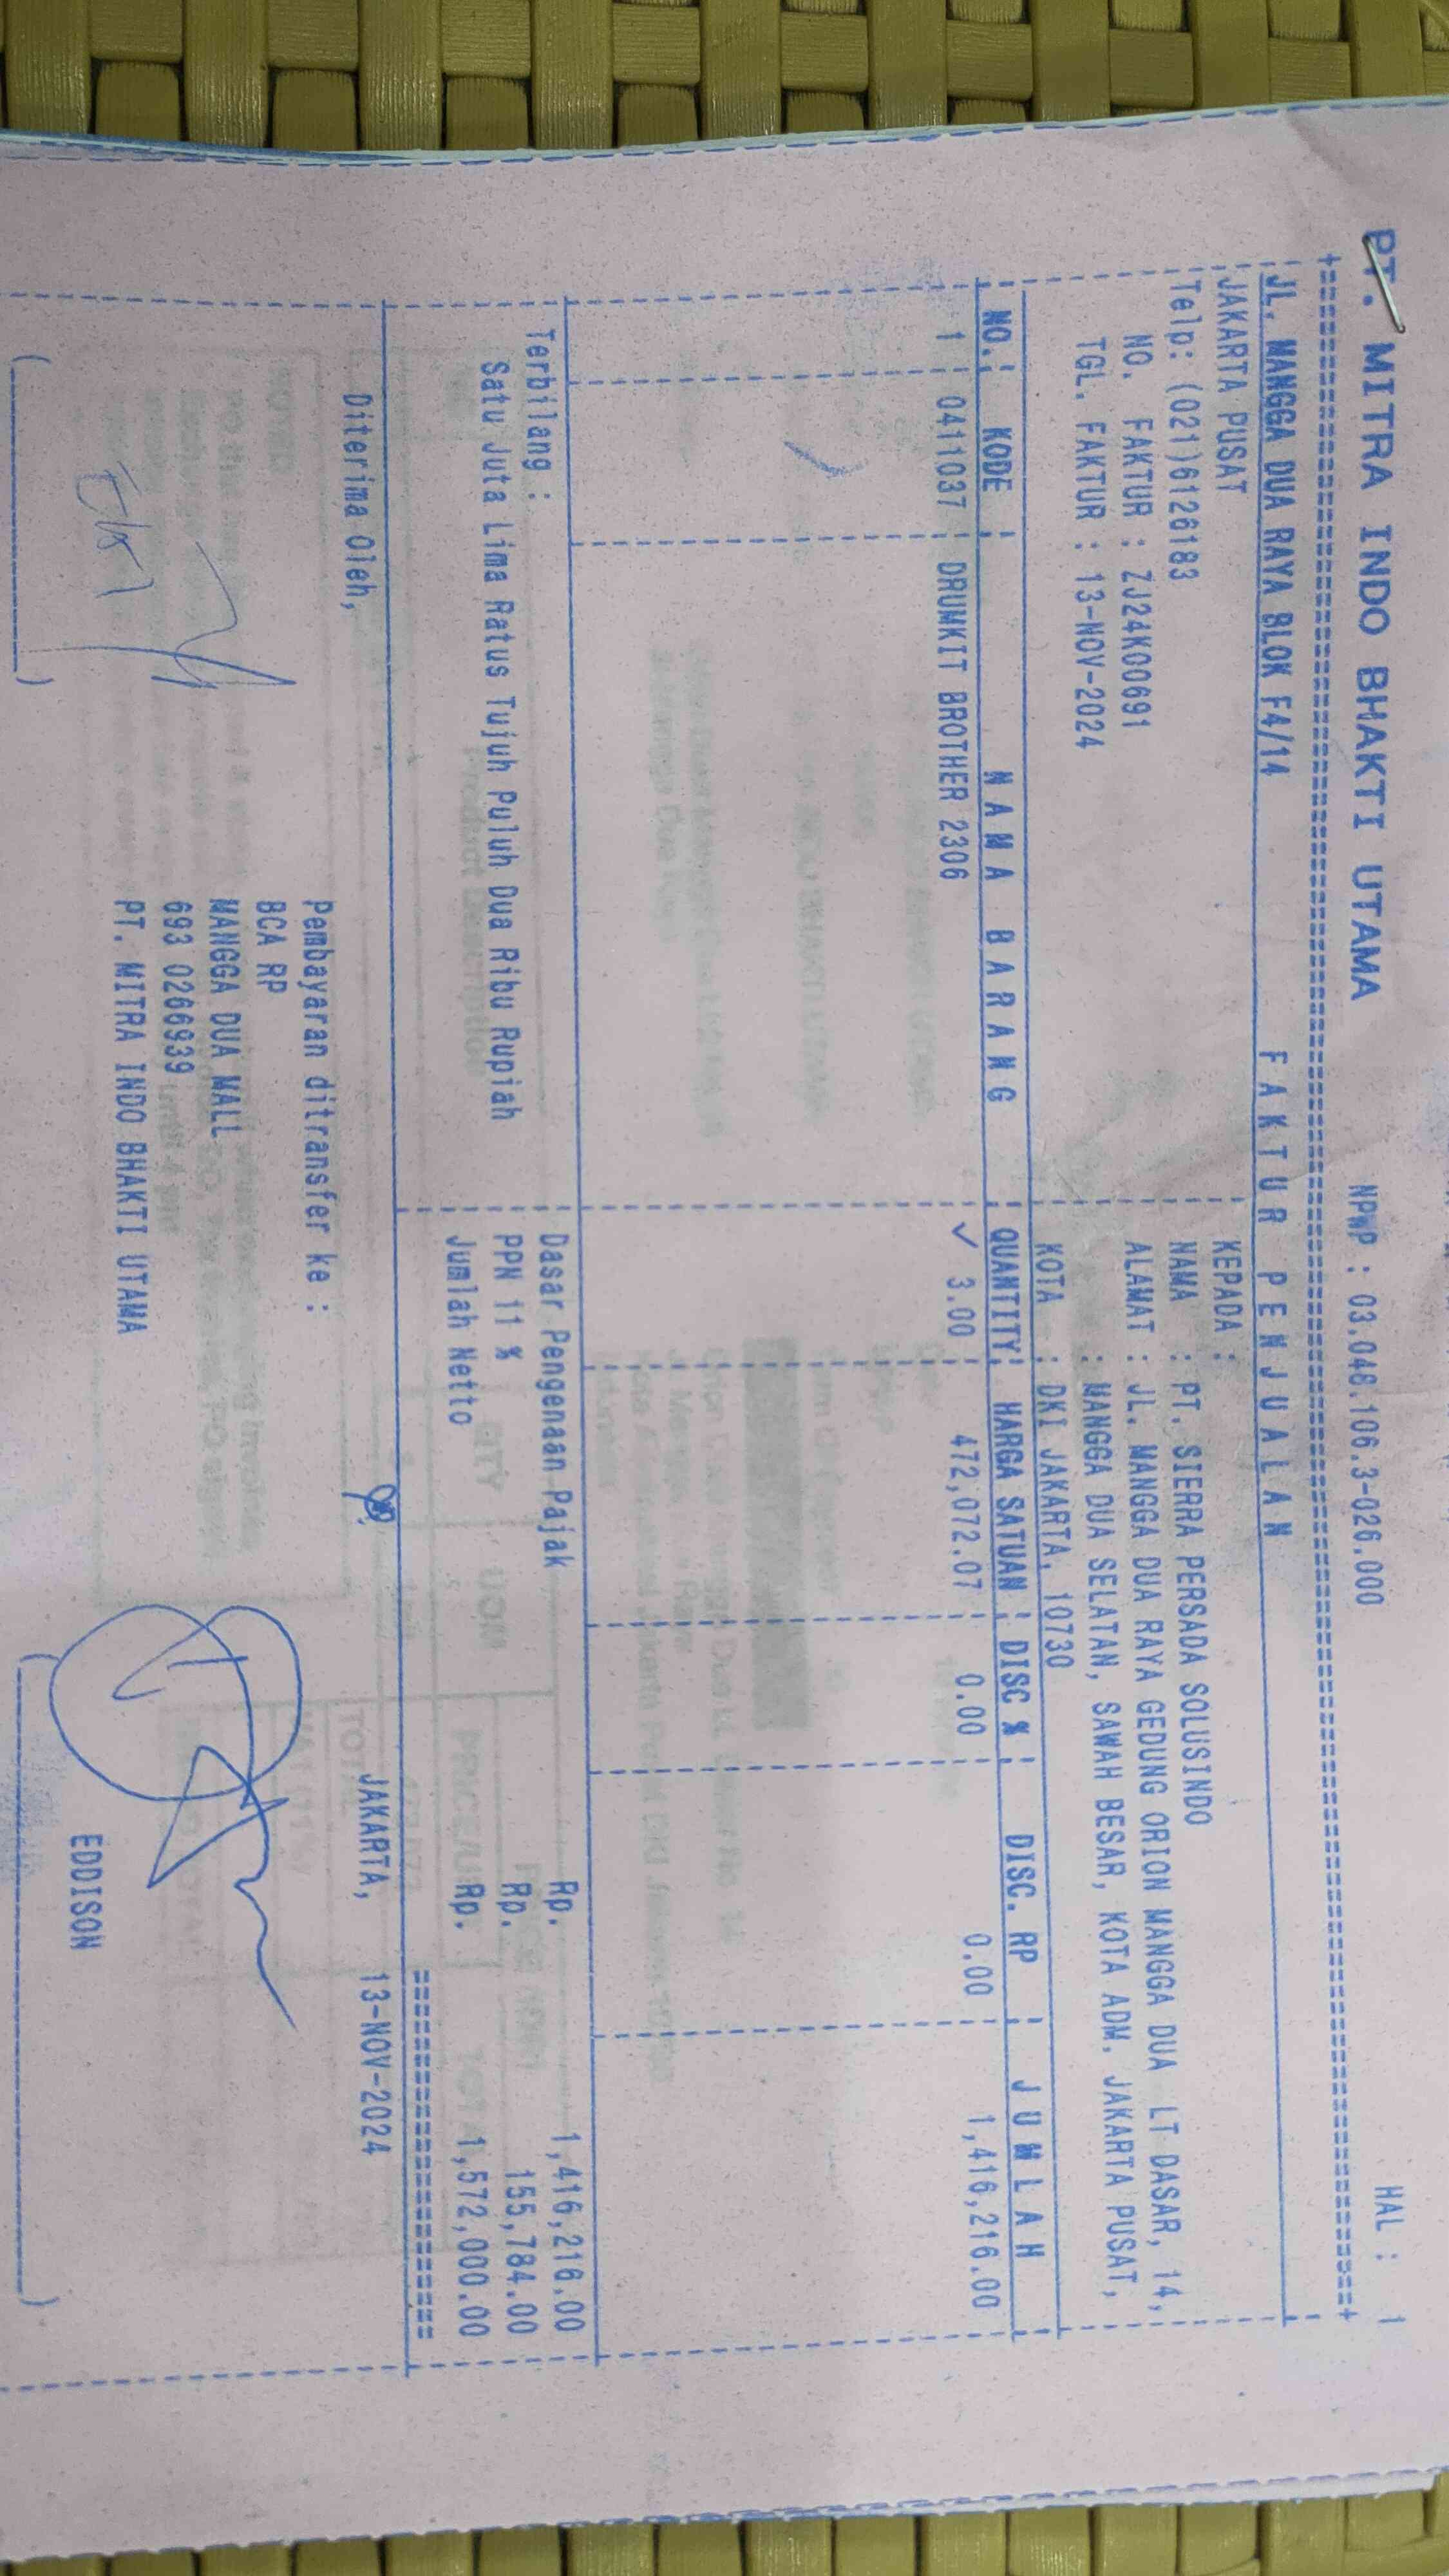 PT. MITRA INDO BHAKTI UTAMA NPWP : 03.048.106.3-026.000 HAL : 1
JL. MANGGA DUA RAYA BLOK F4/14 F A K T U R P E N J U A L A N
JAKARTA PUSAT KEPADA :
Telp: (021)6126183 NAMA : PT. SIERRA PERSADA SOLUSINDO
NO. FAKTUR : ZJ24K00691 ALAMAT : JL. MANGGA DUA RAYA GEDUNG ORION MANGGA DUA LT DASAR, 14,
TGL. FAKTUR : 13-NOV-2024 : MANGGA DUA SELATAN, SAWAH BESAR, KOTA ADM. JAKARTA PUSAT,
KOTA : DKI JAKARTA, 10730
NO. KODE N A M A B A R A N G QUANTITY HARGA SATUAN DISC % DISC. RP J U M L A H
1 0411037 DRUMKIT BROTHER 2306 3.00 472,072.07 0.00 0.00 1,416,216.00
Terbilang : Dasar Pengenaan Pajak Rp. 1,416,216.00
Satu Juta Lima Ratus Tujuh Puluh Dua Ribu Rupiah PPN 11 % Rp. 155,784.00
Jumlah Netto Rp. 1,572,000.00
Diterima Oleh, JAKARTA, 13-NOV-2024
Pembayaran ditransfer ke :
BCA RP
MANGGA DUA MALL
693 0266939
PT. MITRA INDO BHAKTI UTAMA
EDDISON